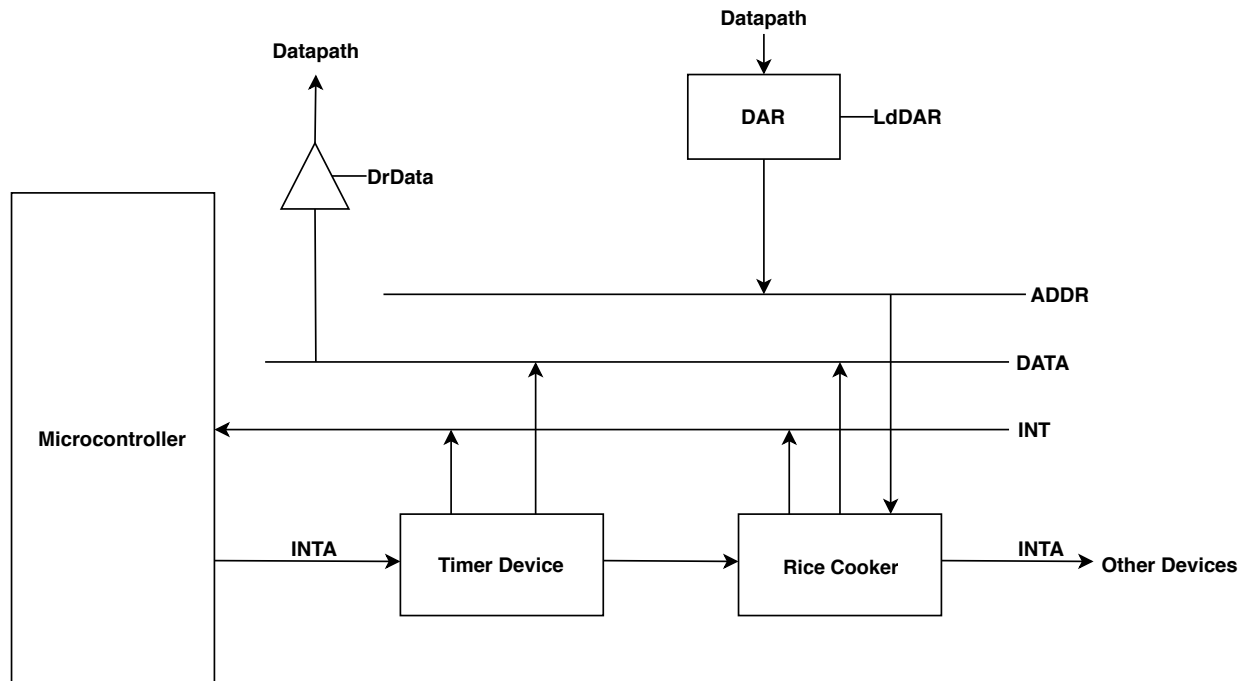 Datapath
Datapath
DAR
LdDAR
DrData
ADDR
DATA
INT
Microcontroller
INTA
Timer Device
Rice Cooker
INTA
Other Devices